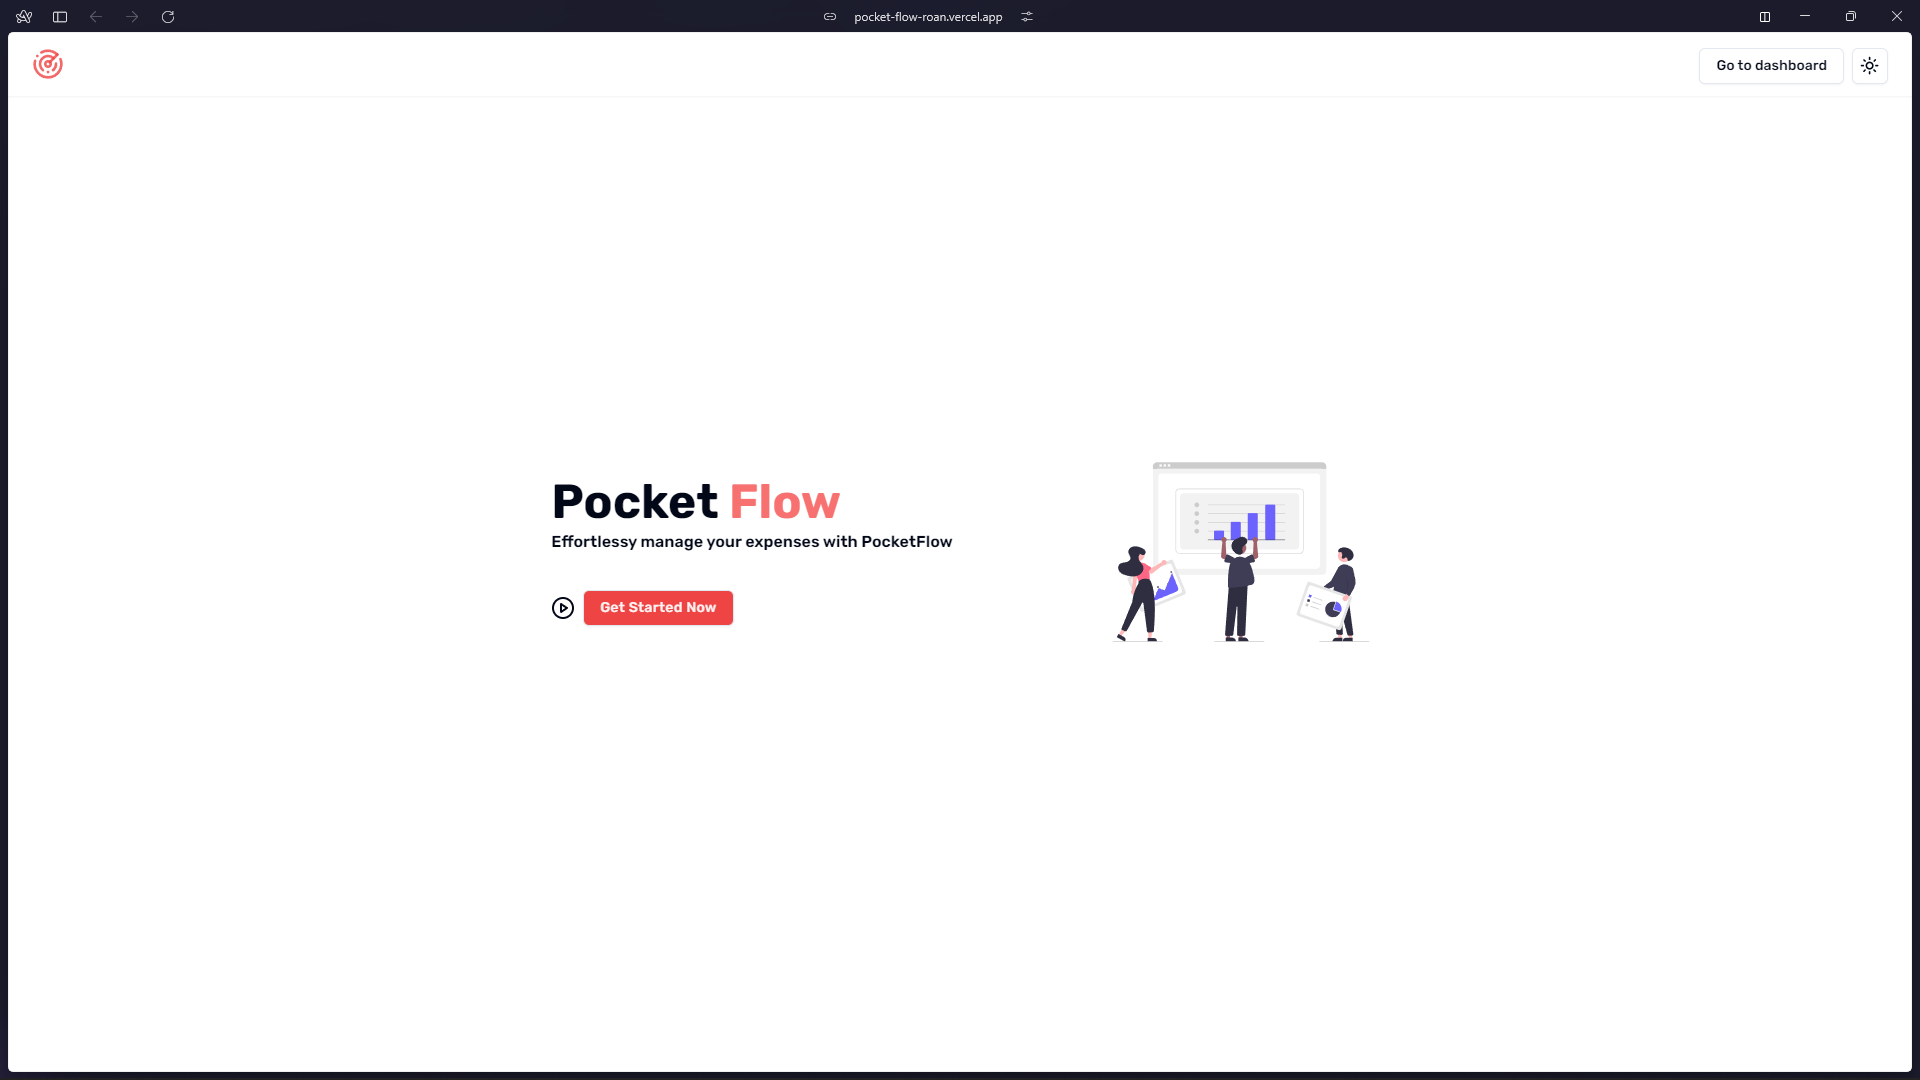 pocket-flow-roan.vercel.app
Go to dashboard
Pocket Flow
Effortlessy manage your expenses with PocketFlow
Get Started Now